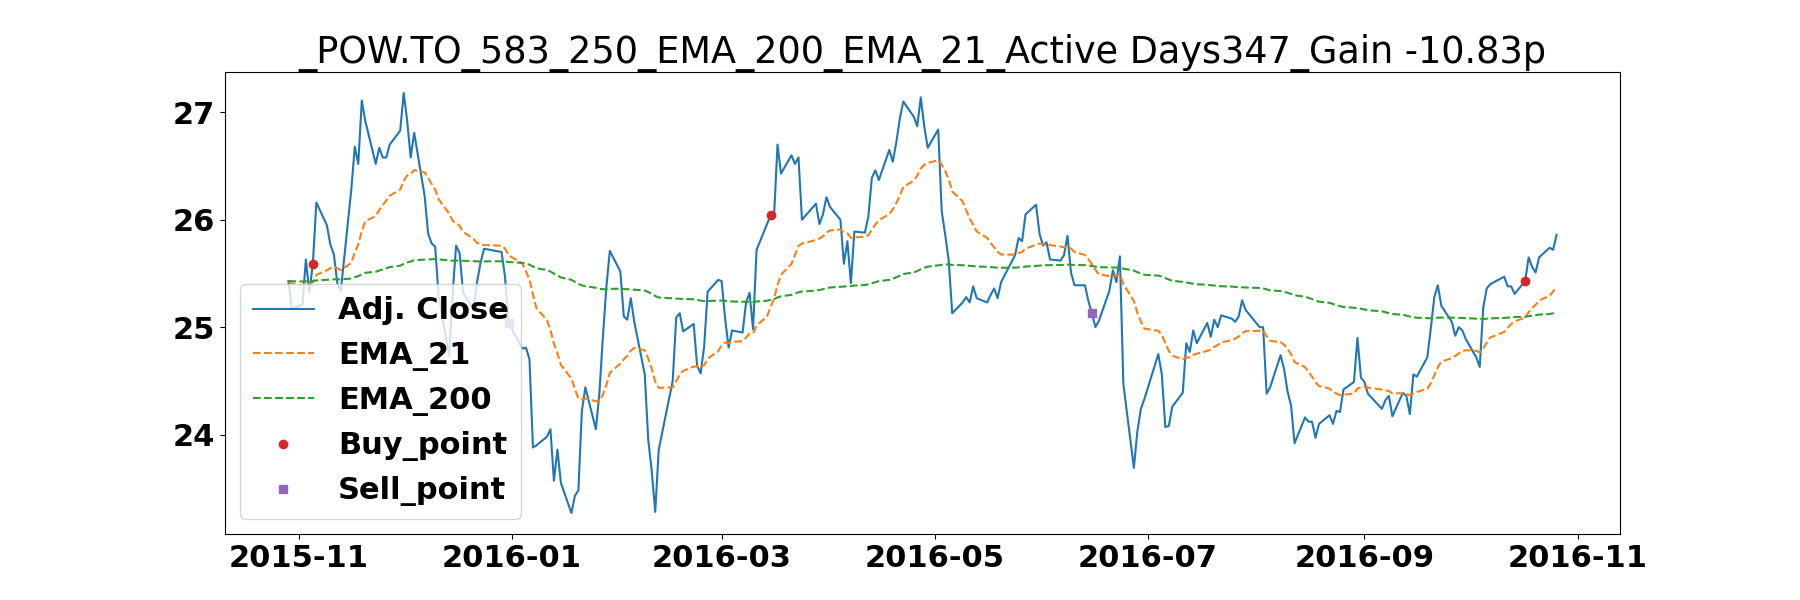 _POW.TO_583_250_EMA_200_EMA_21_Active Days347_Gain -10.83p
27
26
25
24
Adj. Close
EMA_21
EMA_200
Buy_point
Sell_point
2015-11 2016-01 2016-03 2016-05 2016-07 2016-09 2016-11